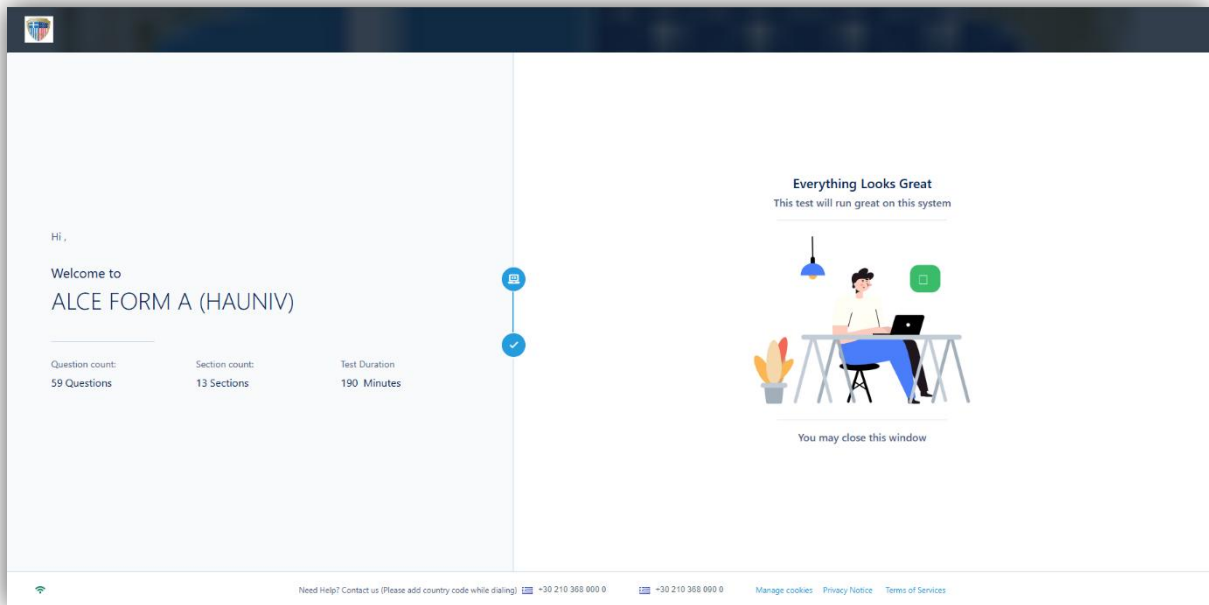 Hi ,
Welcome to
ALCE FORM A (HAUNIV)
Question count:
59 Questions
Section count:
13 Sections
Test Duration
190 Minutes
Everything Looks Great
This test will run great on this system
You may close this window
Need Help? Contact us (Please add country code while dialing) +30 210 368 000 0 +30 210 368 090 0 Manage cookies Privacy Notice Terms of Services